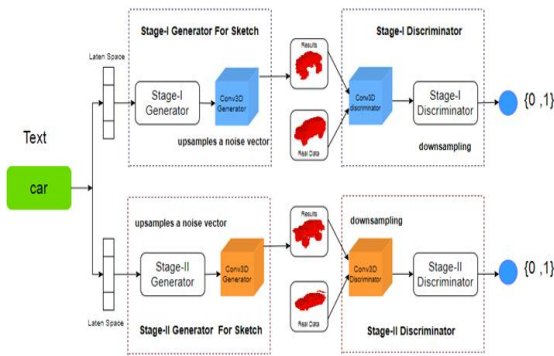 Stage-I Generator For Sketch
Stage-I Discriminator
Laten Space
Stage-I
Generator
Conv3D
Generator
Results
Real Data
Conv3D
discriminator
Stage-I
Discriminator
{0 ,1}
upsamples a noise vector
downsampling
Text
car
upsamples a noise vector
downsampling
Stage-II
Generator
Conv3D
Generator
Results
Real Data
Conv3D
Discriminator
Stage-II
Discriminator
{0 ,1}
Laten Space
Stage-II Generator For Sketch
Stage-II Discriminator